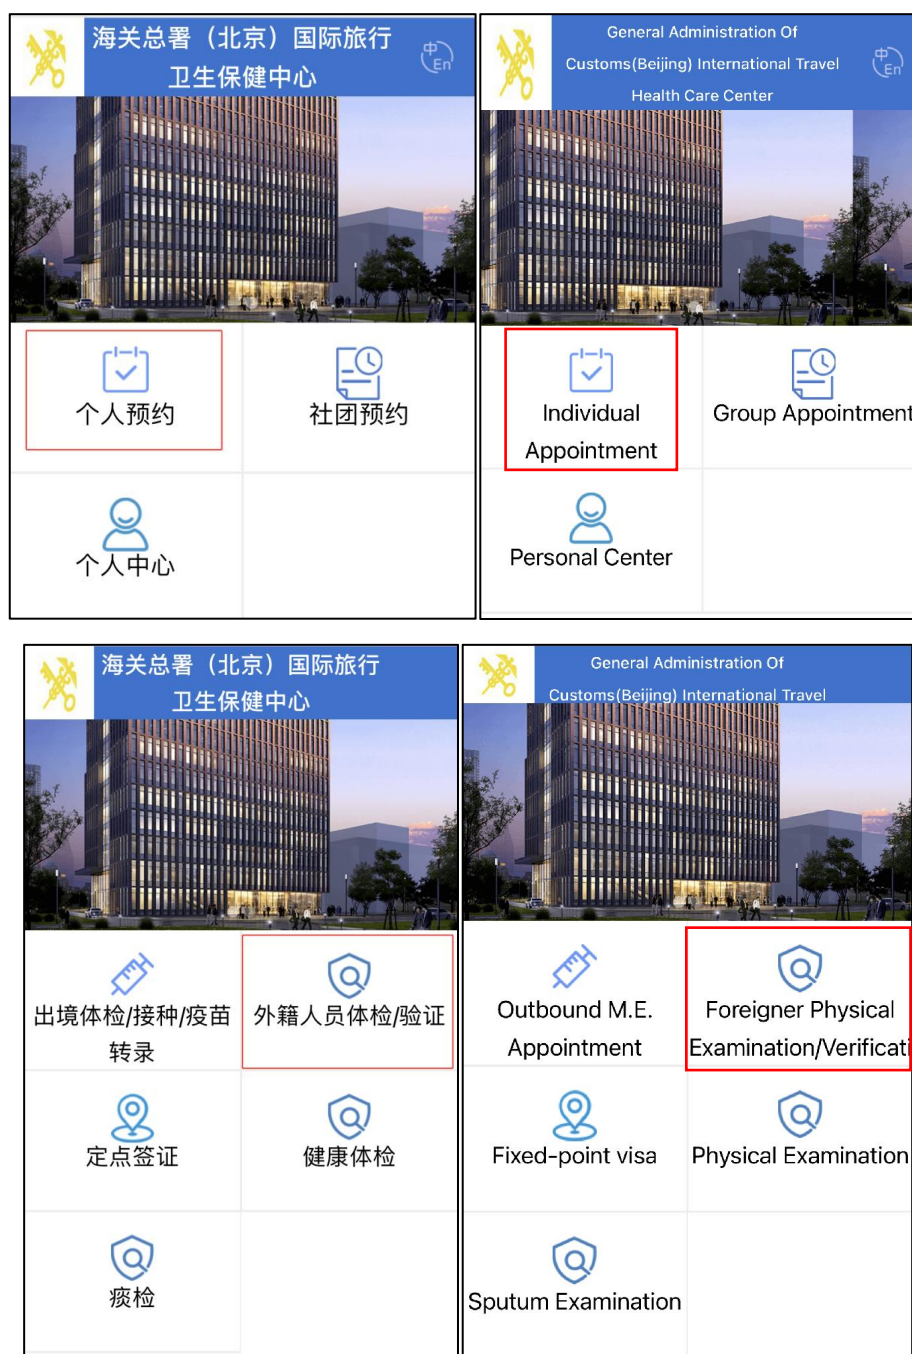 海关总署（北京）国际旅行
卫生保健中心
中
En
个人预约
社团预约
个人中心
General Administration Of
Customs(Beijing) International Travel
Health Care Center
中
En
Individual
Appointment
Group Appointment
Personal Center
海关总署（北京）国际旅行
卫生保健中心
出境体检/接种/疫苗
转录
外籍人员体检/验证
定点签证
健康体检
痰检
General Administration Of
Customs(Beijing) International Travel
Outbound M.E.
Appointment
Foreigner Physical
Examination/Verificati
Fixed-point visa
Physical Examination
Sputum Examination